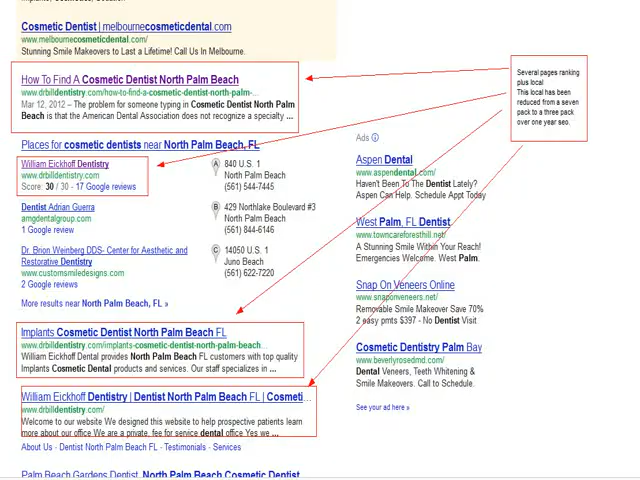 Cosmetic Dentist | melbournecosmeticdental.com
www.melbournecosmeticdental.com/
Stunning Smile Makeovers to Last a Lifetime! Call Us In Melbourne.
How To Find A Cosmetic Dentist North Palm Beach
www.drbilldentistry.com/how-to-find-a-cosmetic-dentist-north-palm-...
Mar 12, 2012 – The problem for someone typing in Cosmetic Dentist North Palm
Beach is that the American Dental Association does not recognize a specialty ...
Places for cosmetic dentists near North Palm Beach, FL
William Eickhoff Dentistry
www.drbilldentistry.com
Score: 30 / 30 - 17 Google reviews
A
840 U.S. 1
North Palm Beach
(561) 544-7445
Dentist Adrian Guerra
amgdentalgroup.com
1 Google review
B
429 Northlake Boulevard #3
North Palm Beach
(561) 844-6146
Dr. Brion Weinberg DDS- Center for Aesthetic and
Restorative Dentistry
www.customsmiledesigns.com
2 Google reviews
C
14050 U.S. 1
Juno Beach
(561) 622-7220
More results near North Palm Beach, FL »
Implants Cosmetic Dentist North Palm Beach FL
www.drbilldentistry.com/implants-cosmetic-dentist-north-palm-beach...
William Eickhoff Dental provides North Palm Beach FL customers with top quality
Implants Cosmetic Dental products and services. Our staff specializes in ...
William Eickhoff Dentistry | Dentist North Palm Beach FL | Cosmeti...
www.drbilldentistry.com/
Welcome to our website We designed this website to help prospective patients learn
more about our office We are a private, fee for service dental office Yes we ...
About Us - Dentist North Palm Beach FL - Testimonials - Services
Palm Beach Gardens Dentist, North Palm Beach Cosmetic Dentist
Several pages ranking
plus local
This local has been
reduced from a seven
pack to a three pack
over one year seo.
Ads
Aspen Dental
www.aspendental.com/
Haven't Been To The Dentist Lately?
Aspen Can Help. Schedule Appt Today
West Palm, FL Dentist
www.towncareforesthill.net/
A Stunning Smile Within Your Reach!
Emergencies Welcome. West Palm.
Snap On Veneers Online
www.snaponveneers.net/
Removable Smile Makeover Save 70%
2 easy pmts $397 - No Dentist Visit
Cosmetic Dentistry Palm Bay
www.beverlyrosedmd.com/
Dental Veneers, Teeth Whitening &
Smile Makeovers. Call to Schedule.
See your ad here »